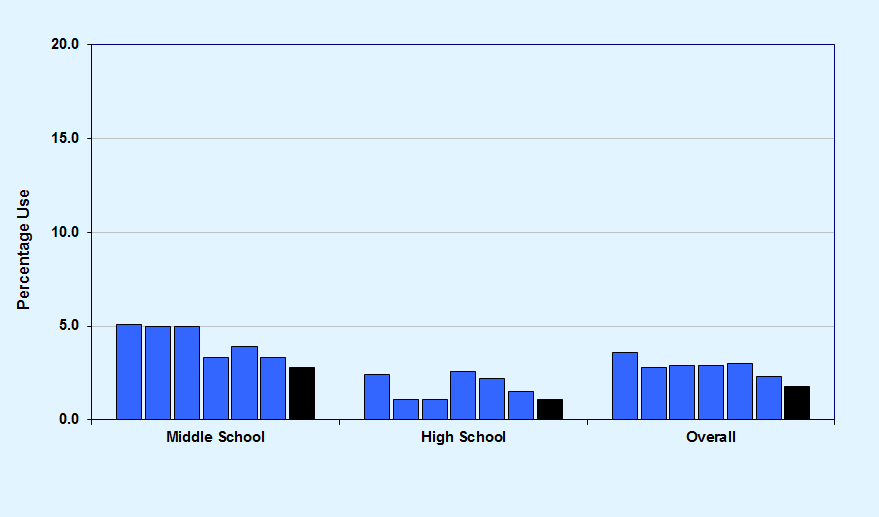 20.0
15.0
10.0
5.0
0.0
Percentage Use
Middle School
High School
Overall